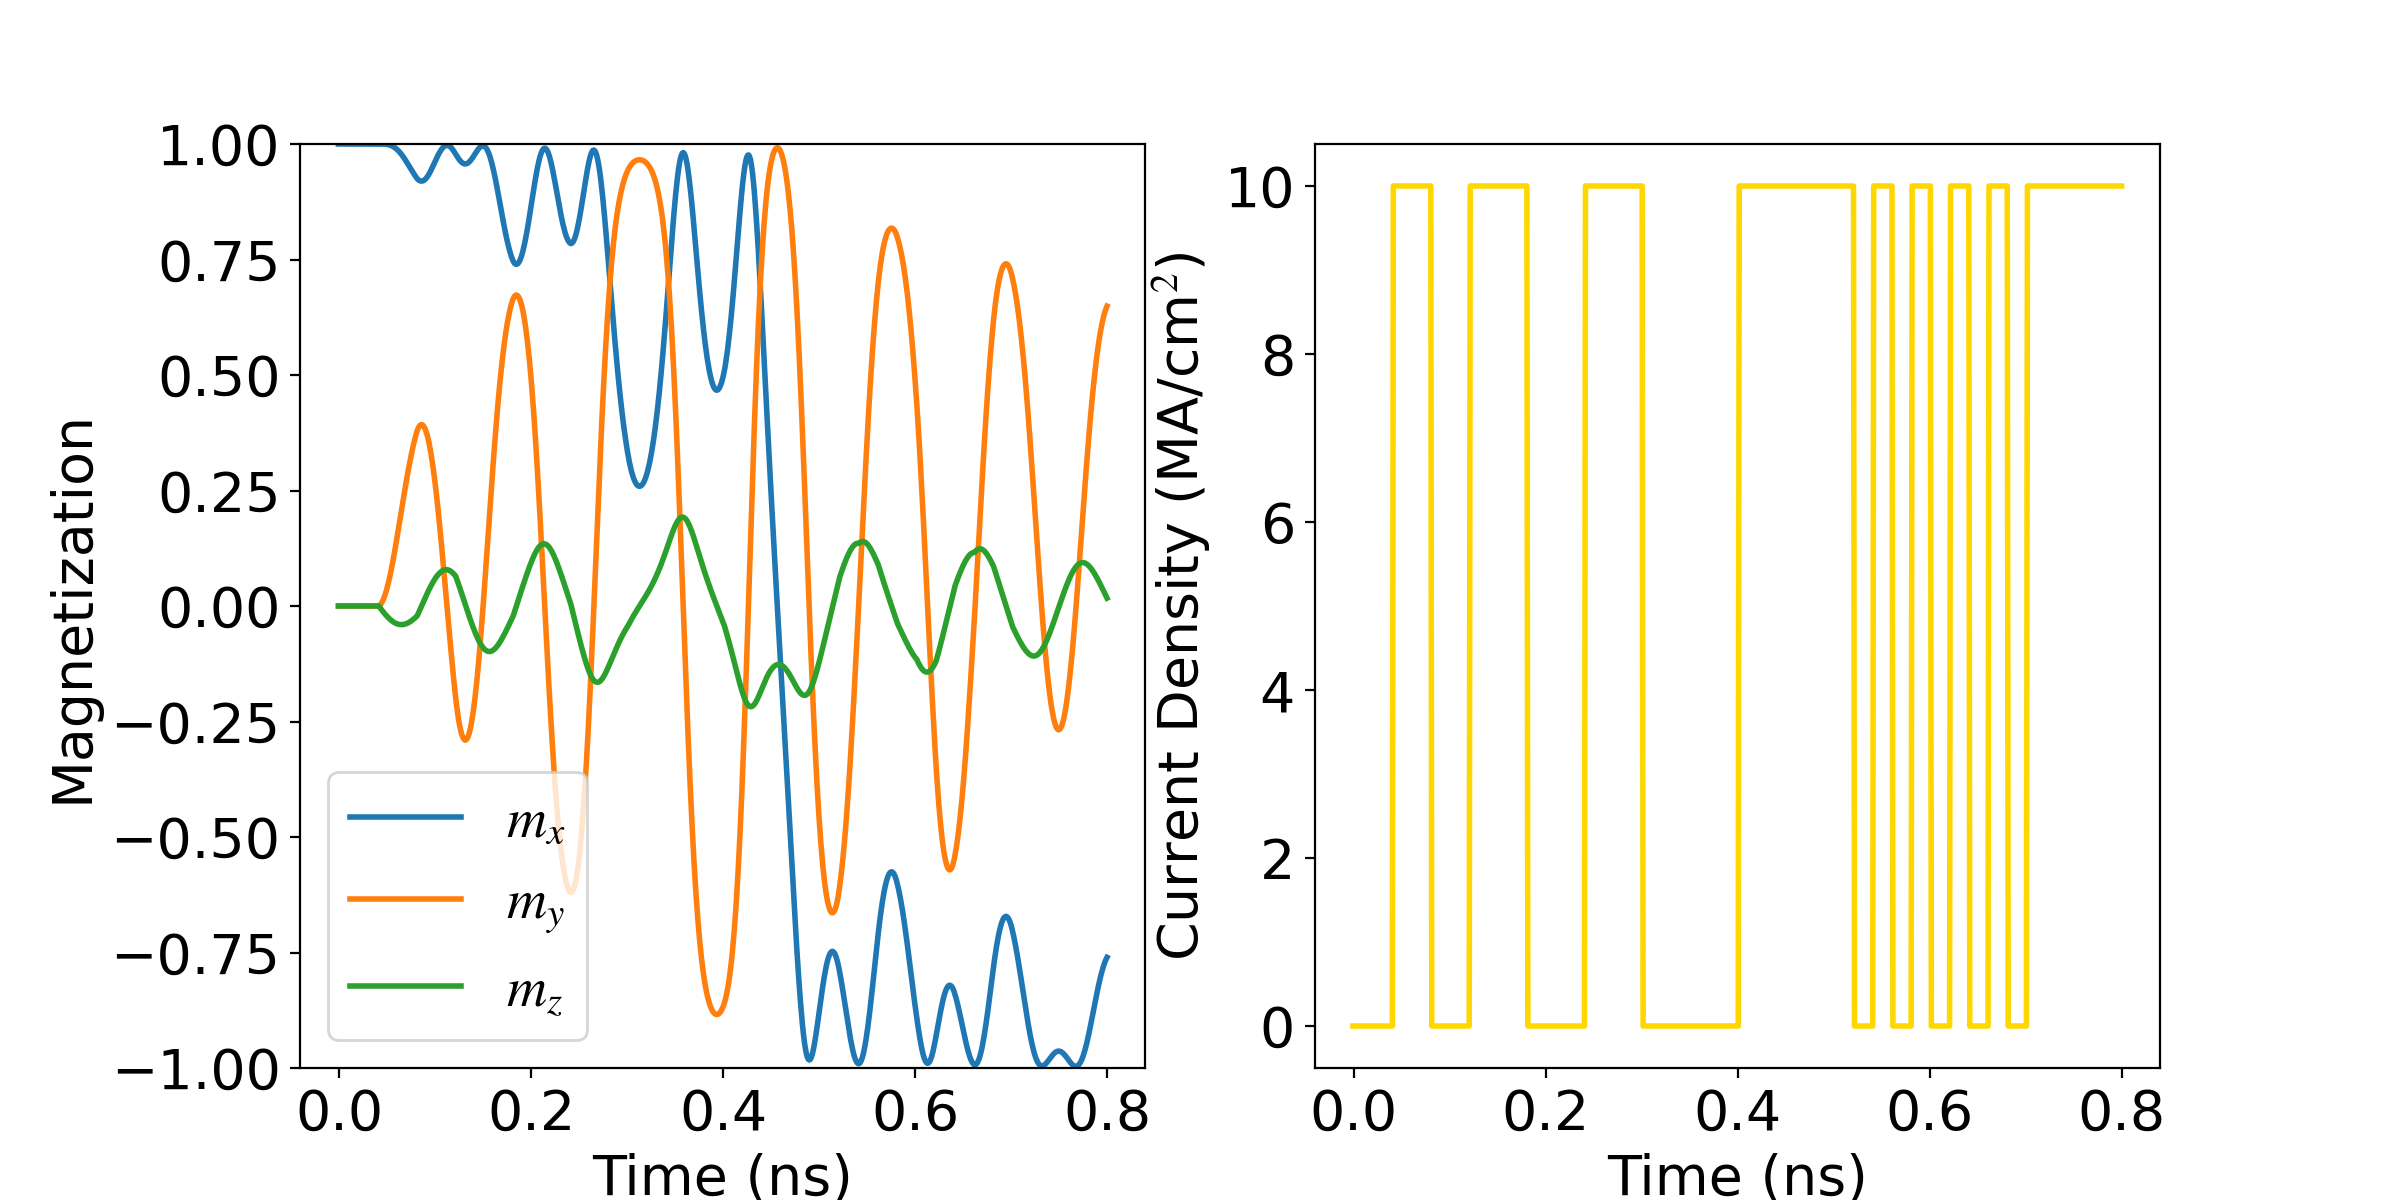 Magnetization
1.00
0.75
0.50
0.25
0.00
−0.25
−0.50
−0.75
−1.00
m_x
m_y
m_z
0.0 0.2 0.4 0.6 0.8
Time (ns)
Current Density (MA/cm²)
10
8
6
4
2
0
0.0 0.2 0.4 0.6 0.8
Time (ns)